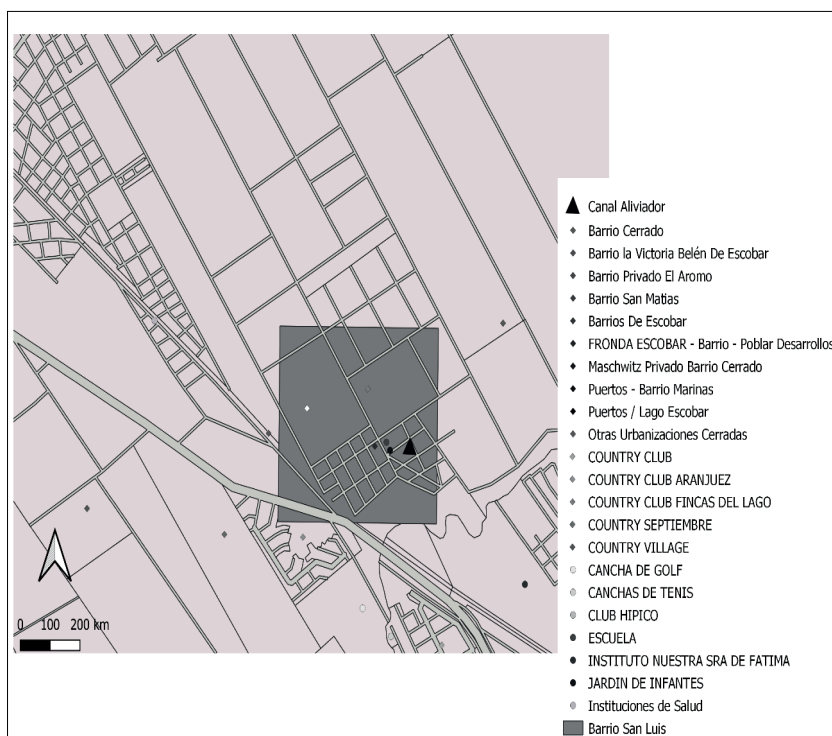 Canal Aliviador
Barrio Cerrado
Barrio la Victoria Belén De Escobar
Barrio Privado El Aromo
Barrio San Matias
Barrios De Escobar
FRONDA ESCOBAR - Barrio - Poblar Desarrollos
Maschwitz Privado Barrio Cerrado
Puertos - Barrio Marinas
Puertos / Lago Escobar
Otras Urbanizaciones Cerradas
COUNTRY CLUB
COUNTRY CLUB ARANJUEZ
COUNTRY CLUB FINCAS DEL LAGO
COUNTRY SEPTIEMBRE
COUNTRY VILLAGE
CANCHA DE GOLF
CANCHAS DE TENIS
CLUB HIPICO
ESCUELA
INSTITUTO NUESTRA SRA DE FATIMA
JARDIN DE INFANTES
Instituciones de Salud
Barrio San Luis
0 100 200 km